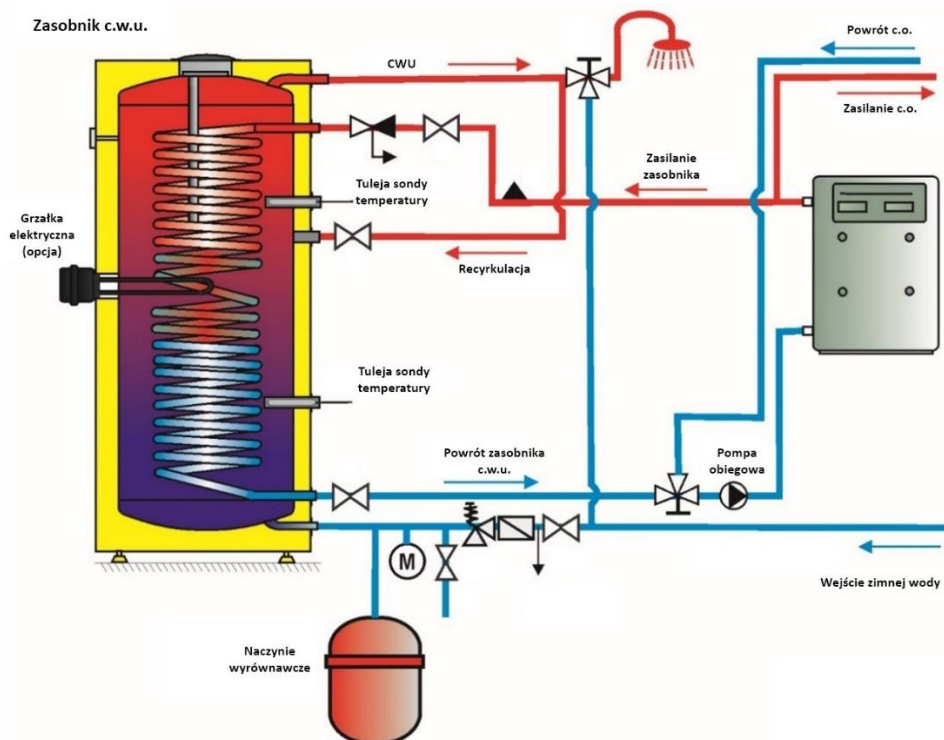 Zasobnik c.w.u.
Powrót c.o.
CWU
Zasilanie c.o.
Zasilanie
zasobnika
Tuleja sondy
temperatury
Grzałka
elektryczna
(opcja)
Recyrkulacja
Tuleja sondy
temperatury
Powrót zasobnika
c.w.u.
Pompa
obiegowa
M
Wejście zimnej wody
Naczynie
wyrównawcze